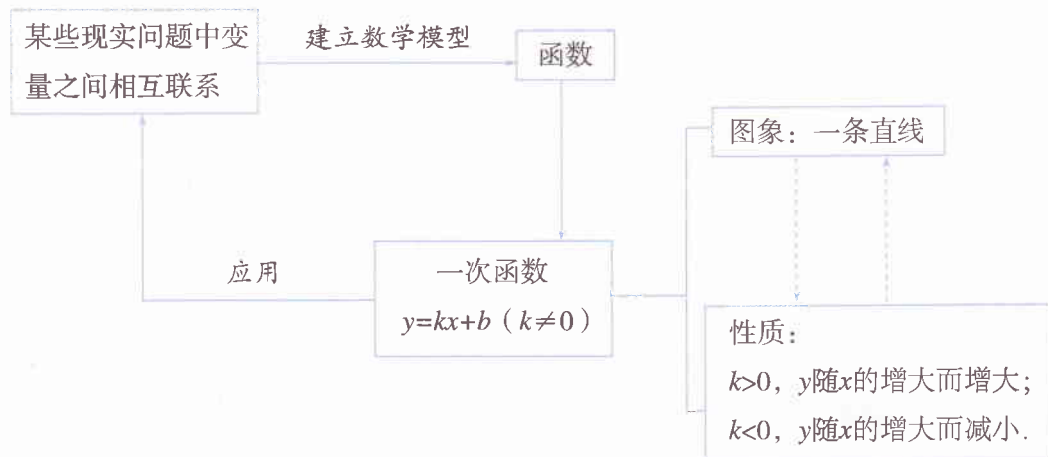 某些现实问题中变
量之间相互联系
建立数学模型
函数
图象：一条直线
应用
一次函数
y=kx+b（k≠0）
性质：
k>0，y随x的增大而增大；
k<0，y随x的增大而减小.